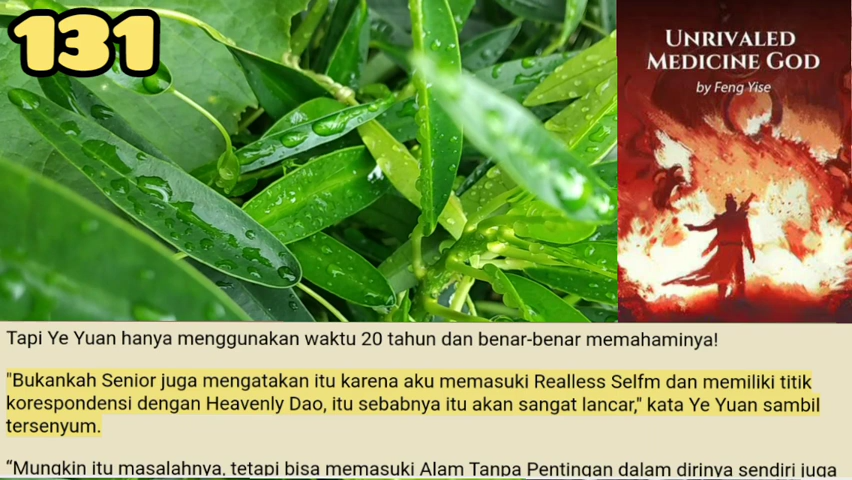 131
UNRIVALED
MEDICINE GOD
by Feng Yise
Tapi Ye Yuan hanya menggunakan waktu 20 tahun dan benar-benar memahaminya!
"Bukankah Senior juga mengatakan itu karena aku memasuki Realless Selfm dan memiliki titik
korespondensi dengan Heavenly Dao, itu sebabnya itu akan sangat lancar," kata Ye Yuan sambil
tersenyum.
“Mungkin itu masalahnya, tetapi bisa memasuki Alam Tanpa Pentingan dalam dirinya sendiri juga